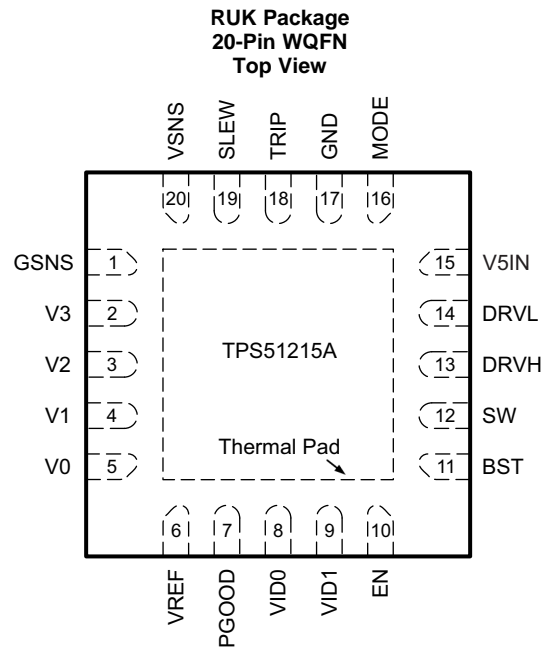 RUK Package
20-Pin WQFN
Top View
VSNS
SLEW
TRIP
GND
MODE
20
19
18
17
16
GSNS 1
15 V5IN
V3 2
14 DRVL
V2 3
TPS51215A
13 DRVH
V1 4
12 SW
Thermal Pad
V0 5
11 BST
6
7
8
9
10
VREF
PGOOD
VID0
VID1
EN